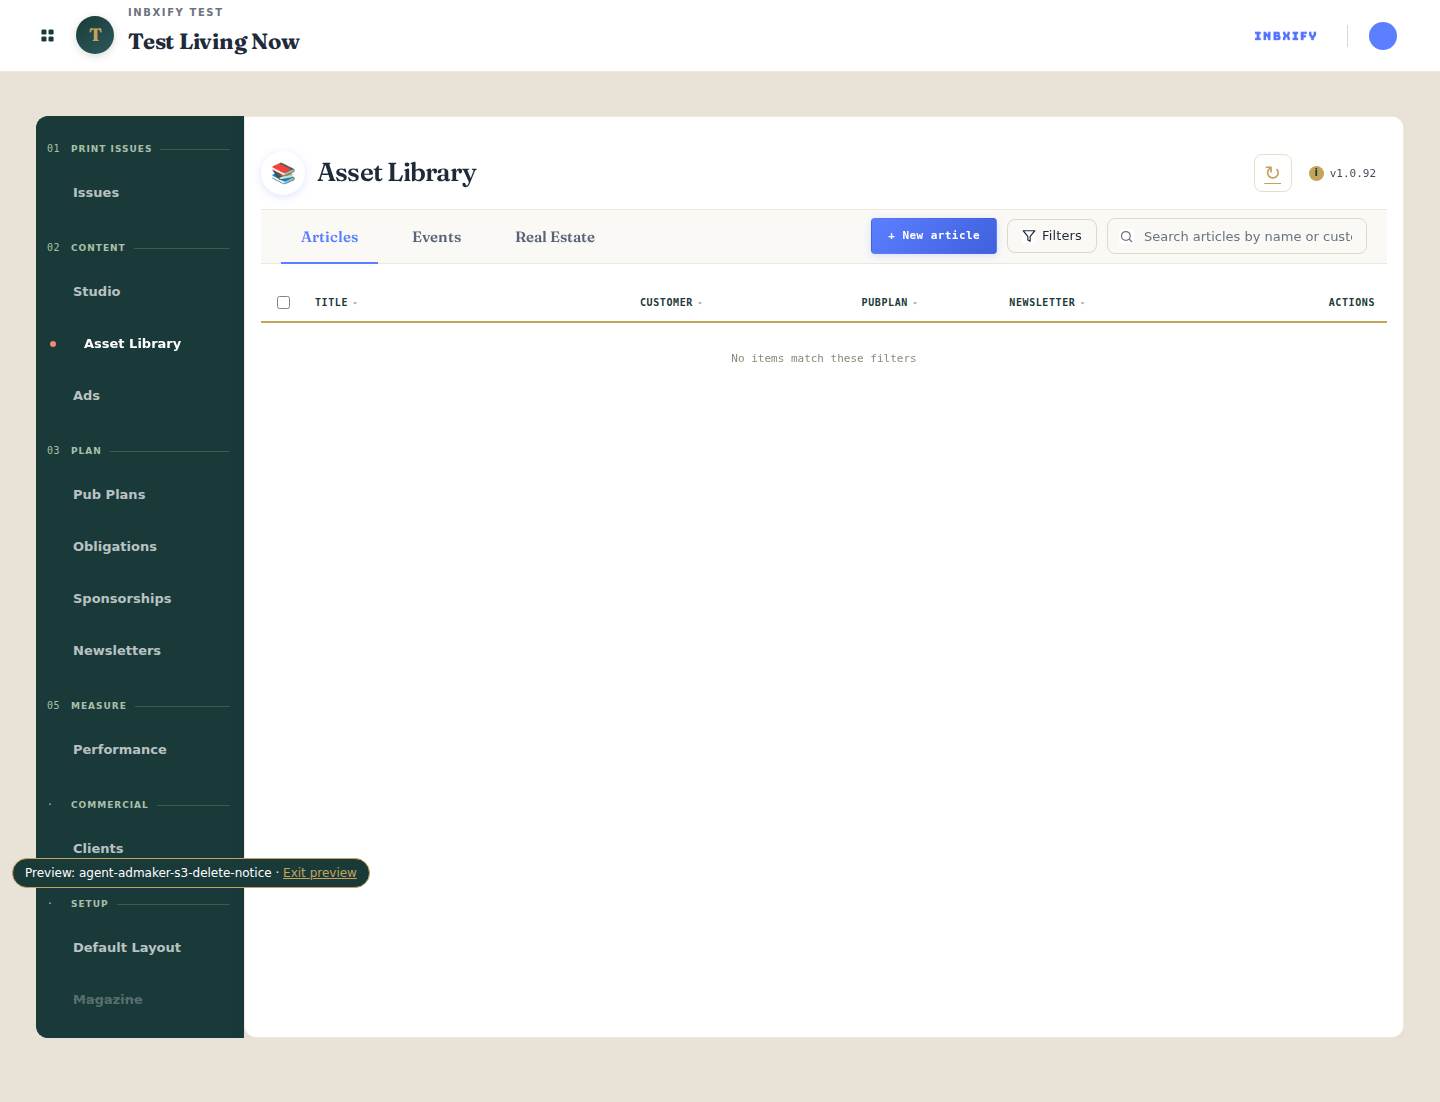 INBXIFY TEST
T
Test Living Now
INBXIFY
01 PRINT ISSUES
Issues
02 CONTENT
Studio
Asset Library
Ads
03 PLAN
Pub Plans
Obligations
Sponsorships
Newsletters
05 MEASURE
Performance
· COMMERCIAL
Clients
Preview: agent-admaker-s3-delete-notice · Exit preview
· SETUP
Default Layout
Magazine
Asset Library
↻
i v1.0.92
Articles Events Real Estate
+ New article Filters Search articles by name or custo
TITLE - CUSTOMER - PUBPLAN - NEWSLETTER - ACTIONS
No items match these filters